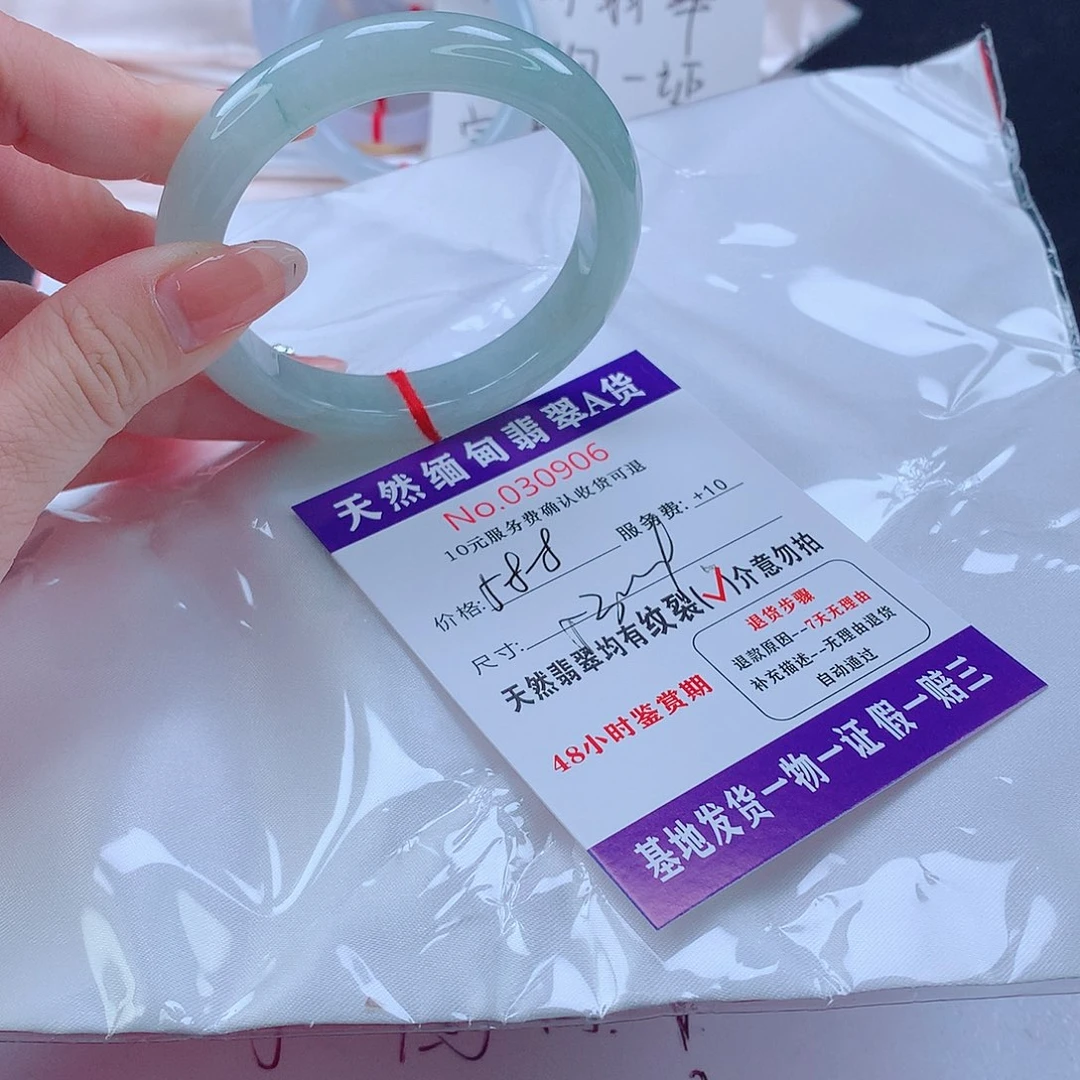 一
天然缅甸翡翠A货
No.030906
10元服务费确认收货可退
价格: 188 服务费: +10
尺寸:
天然翡翠均有纹裂(✓)介意勿拍
48小时鉴赏期
退货步骤
退款原因--7天无理由
补充描述--无理由退货
自动通过
基地发货一物一证假一赔三